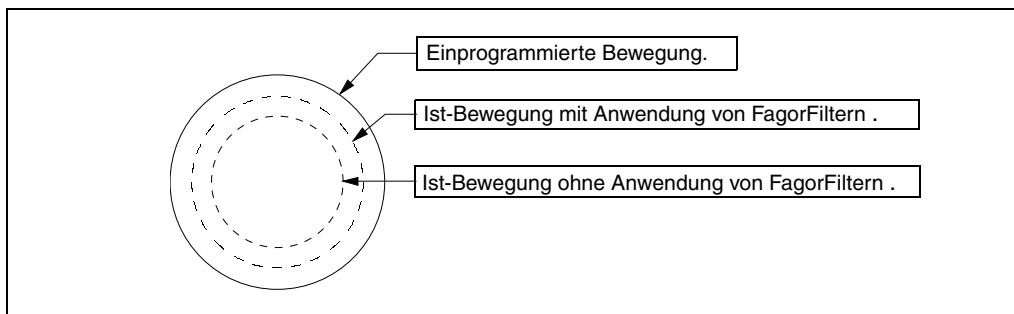 Einprogrammierte Bewegung.
Ist-Bewegung mit Anwendung von FagorFiltern .
Ist-Bewegung ohne Anwendung von FagorFiltern .